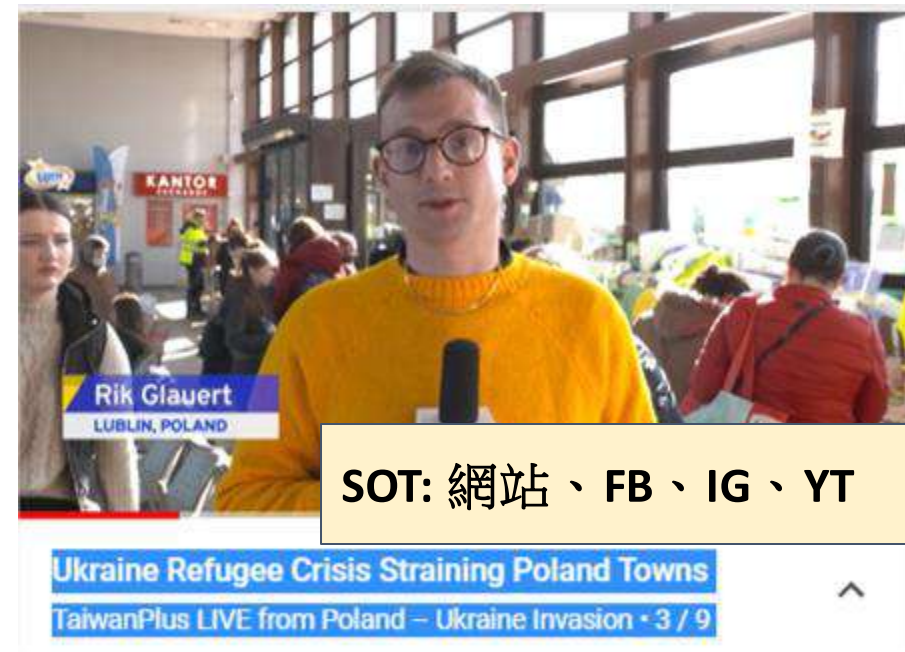 KANTOR
Rik Glauert
LUBLIN, POLAND
SOT: 網站、FB、IG、YT
Ukraine Refugee Crisis Straining Poland Towns
TaiwanPlus LIVE from Poland – Ukraine Invasion • 3 / 9